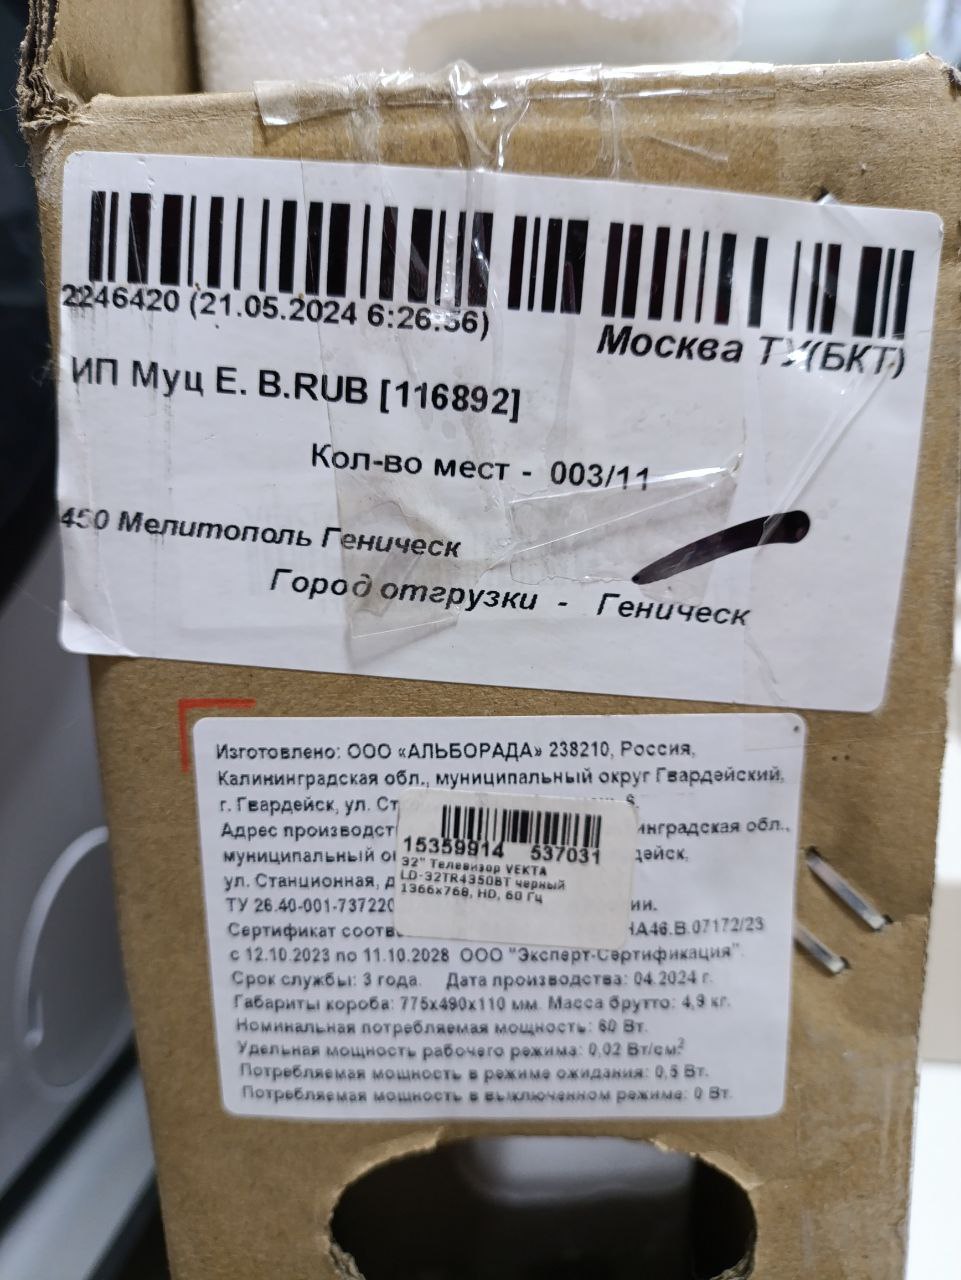 2246420 (21.05.2024 6:26:56)
Москва ТУ(БКТ)
ИП Муц Е. В.RUB [116892]
Кол-во мест - 003/11
450 Мелитополь Геническ
Город отгрузки - Геническ
Изготовлено: ООО «АЛЬБОРАДА» 238210, Россия,
Калининградская обл., муниципальный округ Гвардейский,
г. Гвардейск, ул.
Адрес обл.,
муниципальный
ул. Станционная,
ТУ 26.40-001-737220
15359914 537031
32" Телевизор VEKTA
LD-32TR4350BT черный
1366x768, HD, 60 Гц
Сертификат НА46.В.07172/23
с 12.10.2023 по 11.10.2028 ООО "Эксперт-Сертификация".
Срок службы: 3 года. Дата производства: 04.2024 г.
Габариты короба: 775х490х110 мм. Масса брутто: 4,9 кг.
Номинальная потребляемая мощность: 60 Вт.
Удельная мощность рабочего режима: 0,02 Вт/см²
Потребляемая мощность в режиме ожидания: 0,5 Вт.
Потребляемая мощность в выключенном режиме: 0 Вт.